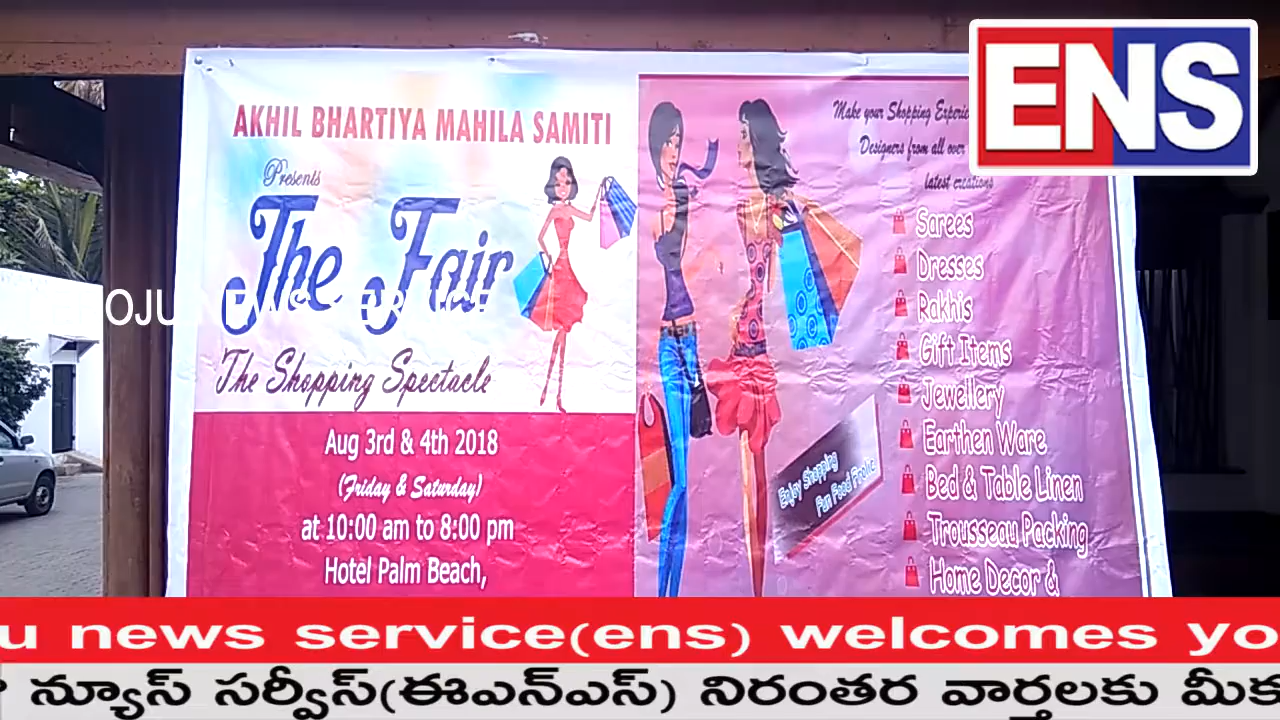 ENS
AKHIL BHARTIYA MAHILA SAMITI
Presents
The Fair
The Shopping Spectacle
Aug 3rd & 4th 2018
(Friday & Saturday)
at 10:00 am to 8:00 pm
Hotel Palm Beach,
Make your Shopping
Designers from all over
latest creations
Sarees
Dresses
Rakhis
Gift Items
Jewellery
Earthen Ware
Bed & Table Linen
Trousseau Packing
Home Decor &
Enjoy Shopping
Fun Food Frolic
u news service(ens) welcomes yo
న్యూస్ సర్వీస్(ఈఎన్ఎస్) నిరంతర వార్తలకు మీక